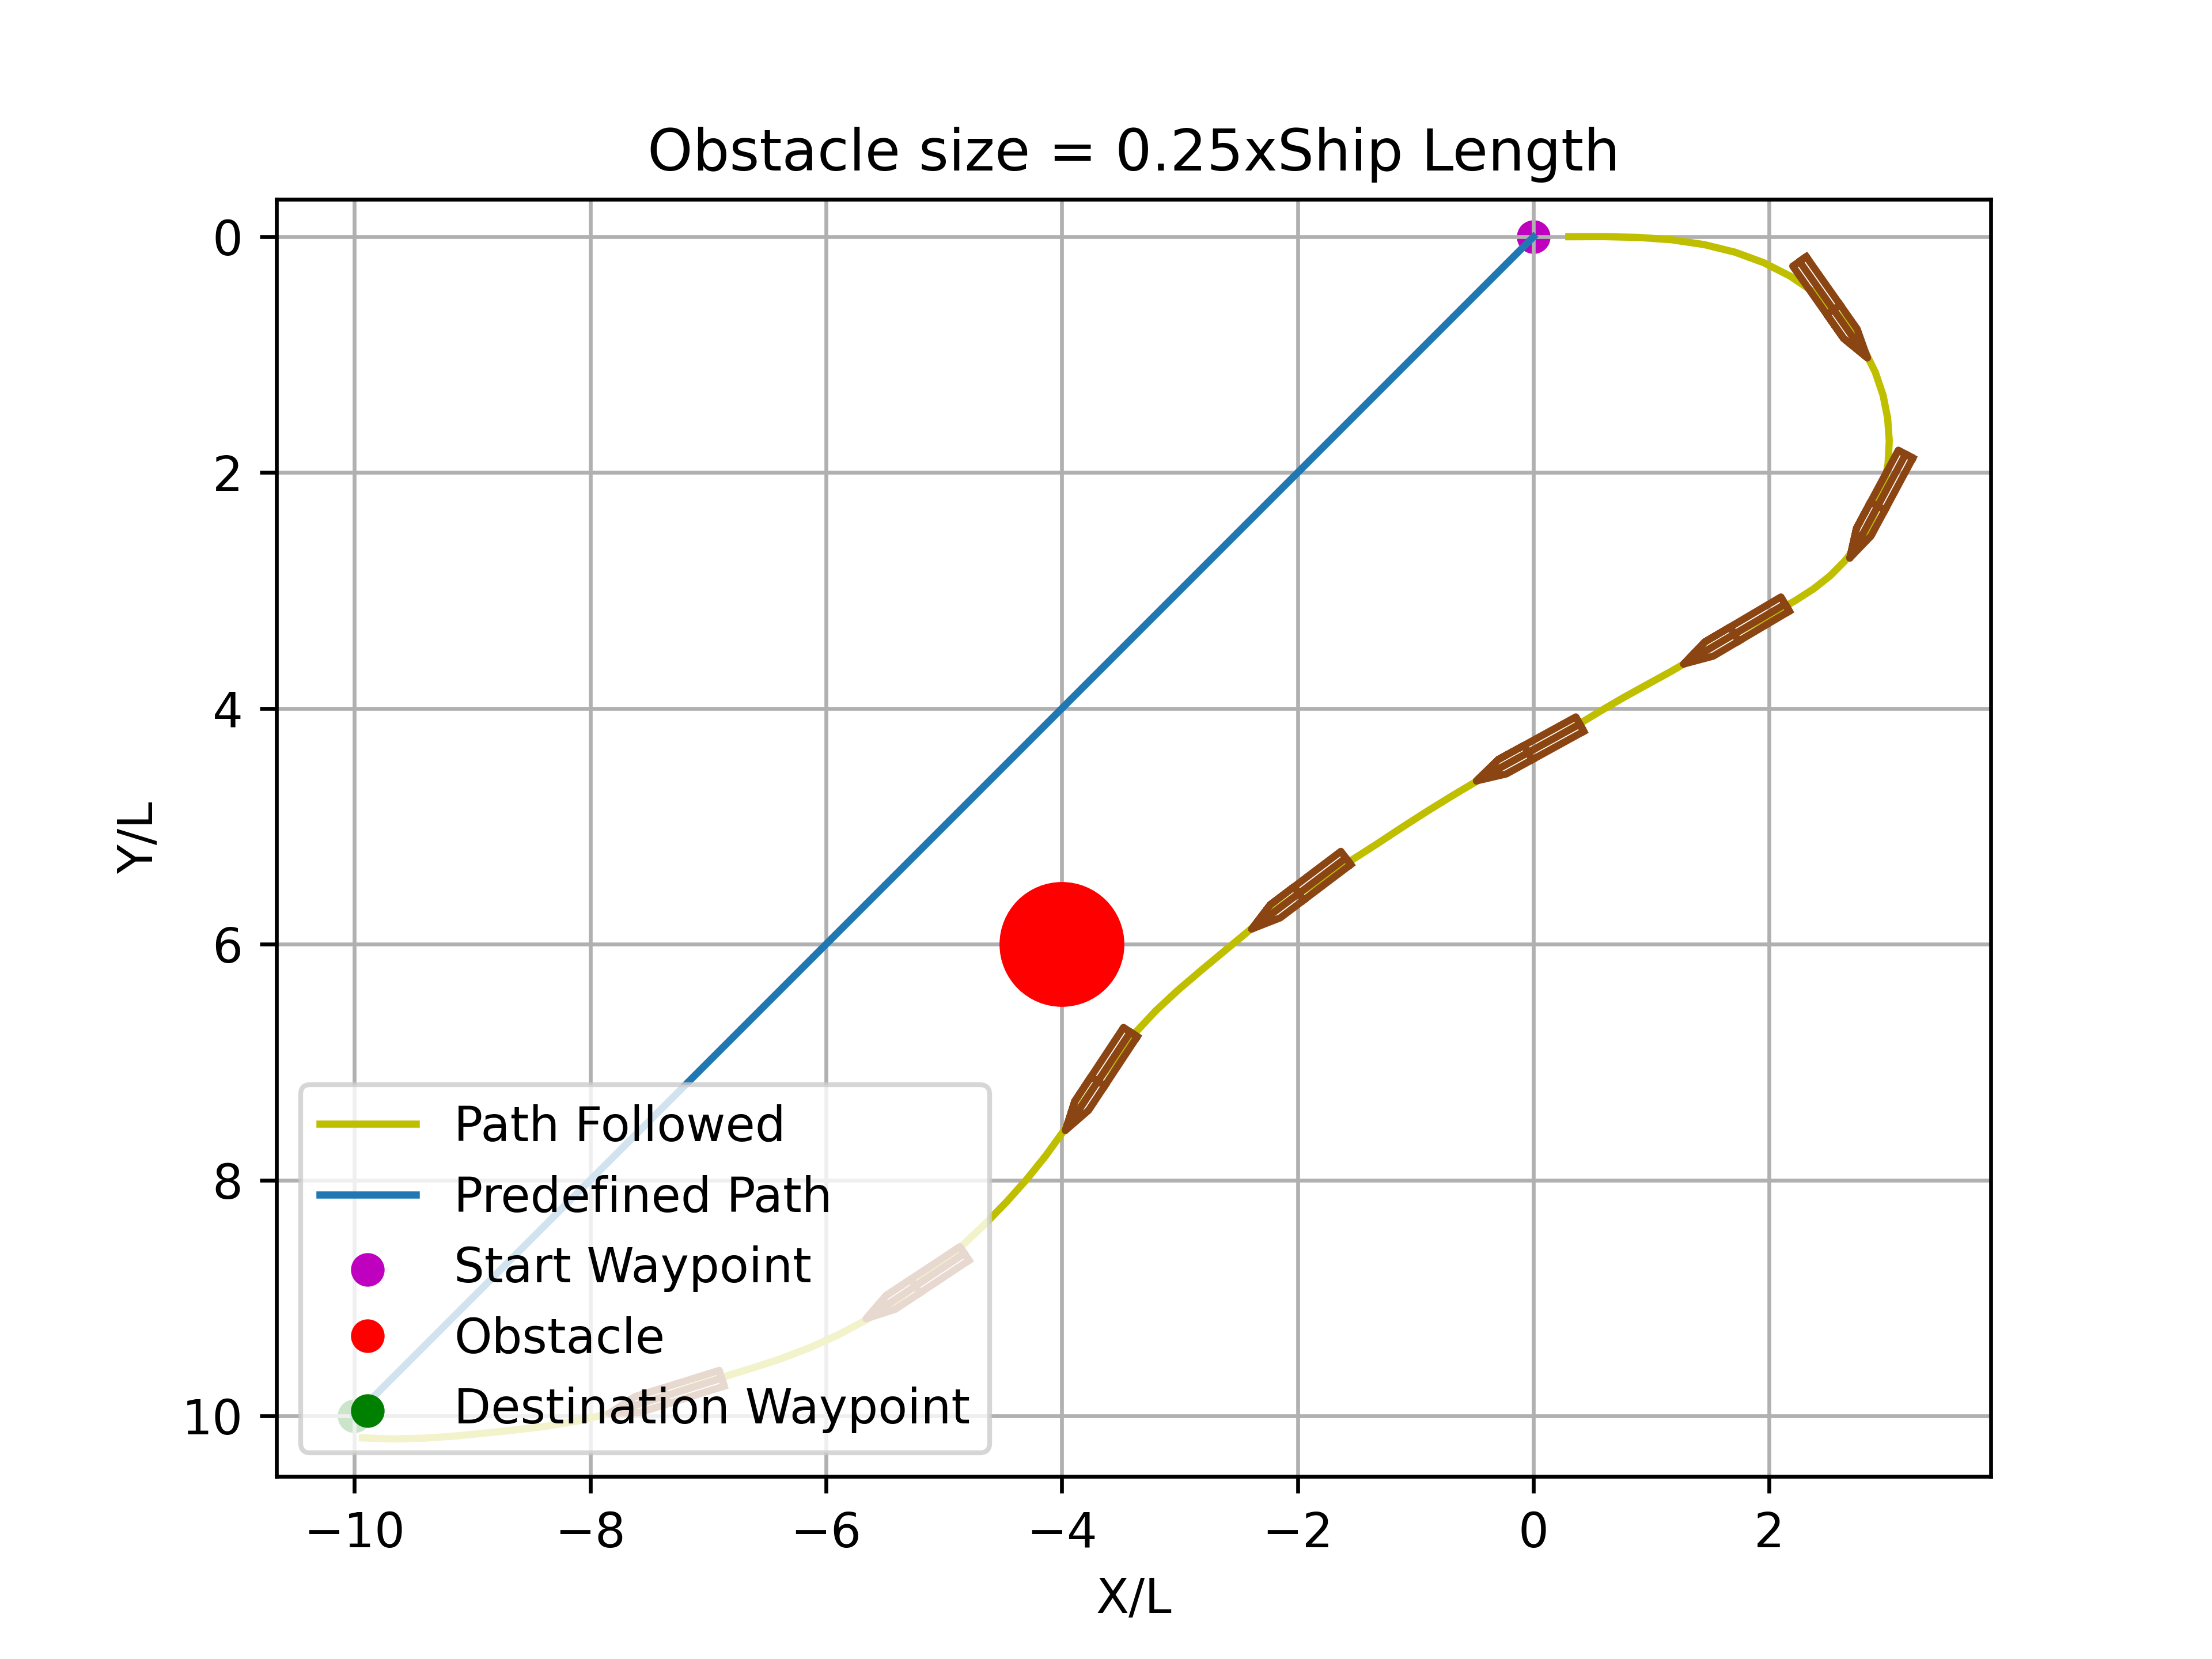 Obstacle size = 0.25xShip Length
0
2
4
6
8
10
Y/L
Path Followed
Predefined Path
Start Waypoint
Obstacle
Destination Waypoint
−10 −8 −6 −4 −2 0 2
X/L